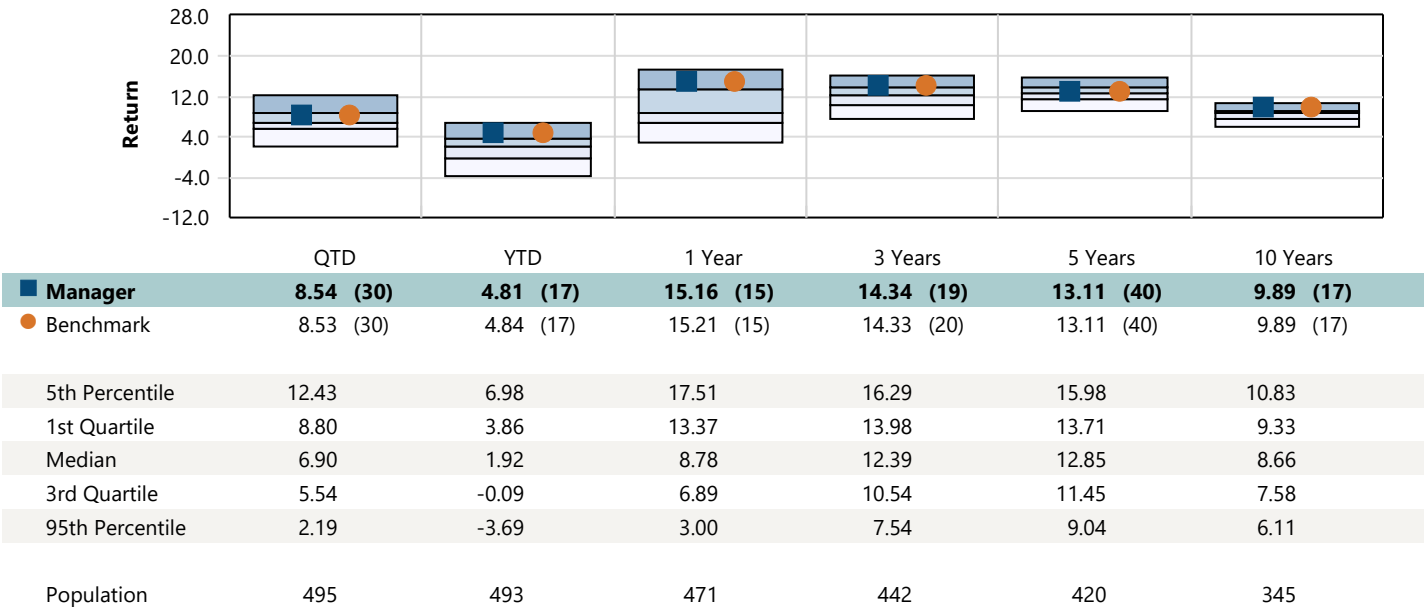 28.0
20.0
12.0
4.0
-4.0
-12.0
Return
QTD YTD 1 Year 3 Years 5 Years 10 Years
Manager 8.54 (30) 4.81 (17) 15.16 (15) 14.34 (19) 13.11 (40) 9.89 (17)
Benchmark 8.53 (30) 4.84 (17) 15.21 (15) 14.33 (20) 13.11 (40) 9.89 (17)
5th Percentile 12.43 6.98 17.51 16.29 15.98 10.83
1st Quartile 8.80 3.86 13.37 13.98 13.71 9.33
Median 6.90 1.92 8.78 12.39 12.85 8.66
3rd Quartile 5.54 -0.09 6.89 10.54 11.45 7.58
95th Percentile 2.19 -3.69 3.00 7.54 9.04 6.11
Population 495 493 471 442 420 345